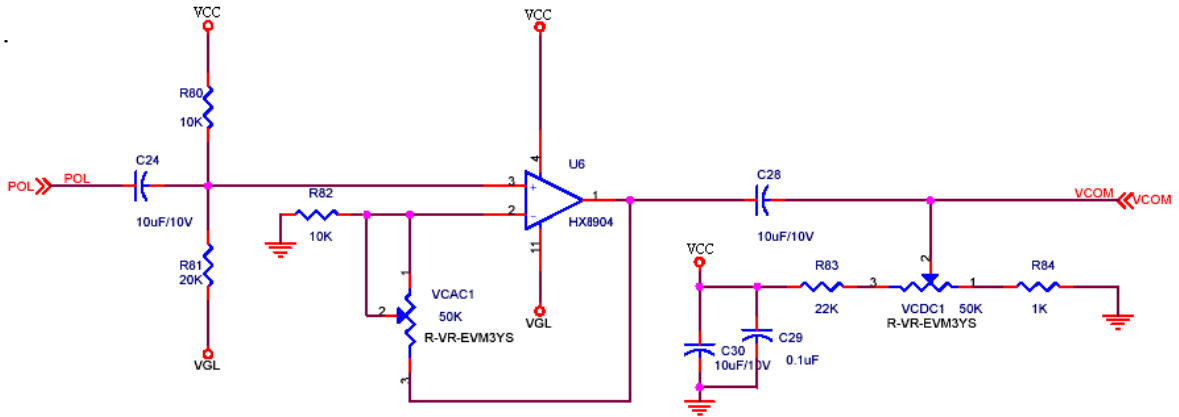 VCC
VCC
R80
10K
C24
POL
POL
10uF/10V
R81
20K
VGL
R82
10K
4
U6
3
+
1
2
-
HX8904
11
VGL
1
VCAC1
2
50K
R-VR-EVM3YS
3
C28
10uF/10V
VCOM
VCOM
VCC
R83
22K
2
3
1
VCDC1
50K
R-VR-EVM3YS
R84
1K
C30
10uF/10V
C29
0.1uF